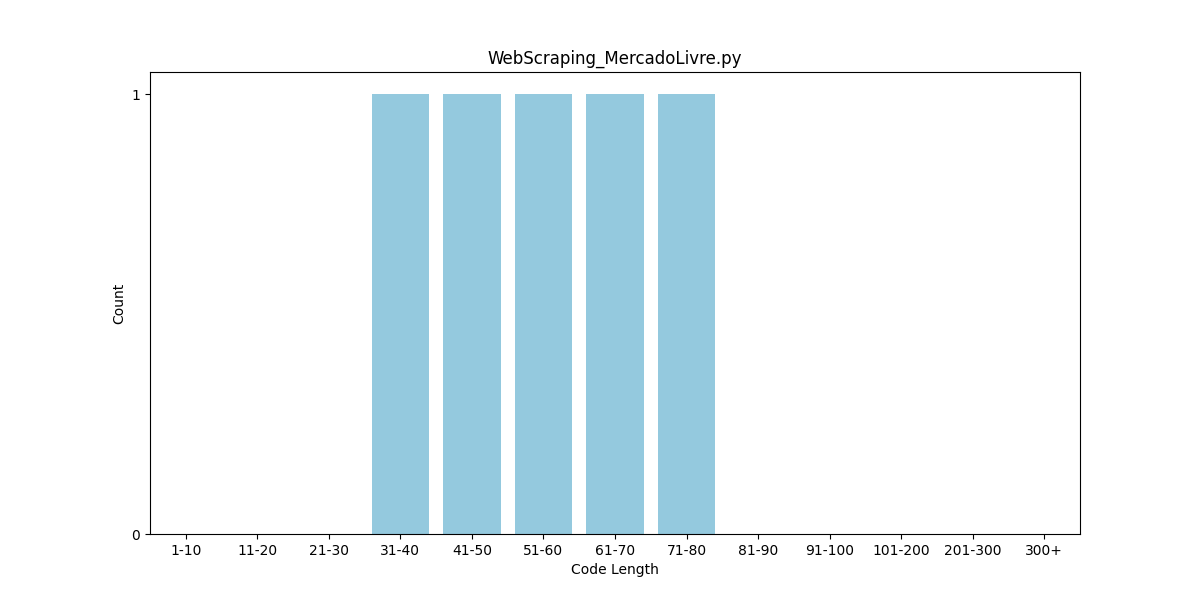 WebScraping_MercadoLivre.py
1
Count
0
1-10 11-20 21-30 31-40 41-50 51-60 61-70 71-80 81-90 91-100 101-200 201-300 300+
Code Length